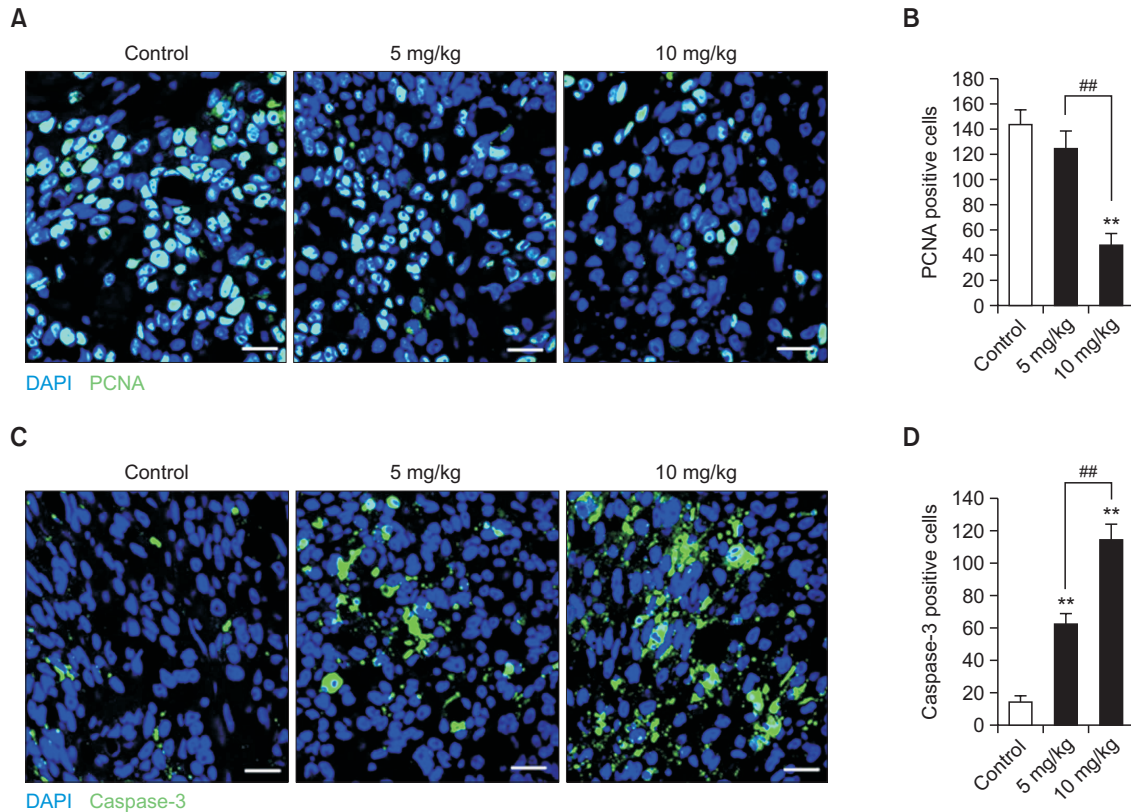 A
Control 5 mg/kg 10 mg/kg
DAPI PCNA
B
PCNA positive cells
180
160
140
120
100
80
60
40
20
0
##
**
Control
5 mg/kg
10 mg/kg
C
Control 5 mg/kg 10 mg/kg
DAPI Caspase-3
D
Caspase-3 positive cells
140
120
100
80
60
40
20
0
##
**
**
Control
5 mg/kg
10 mg/kg